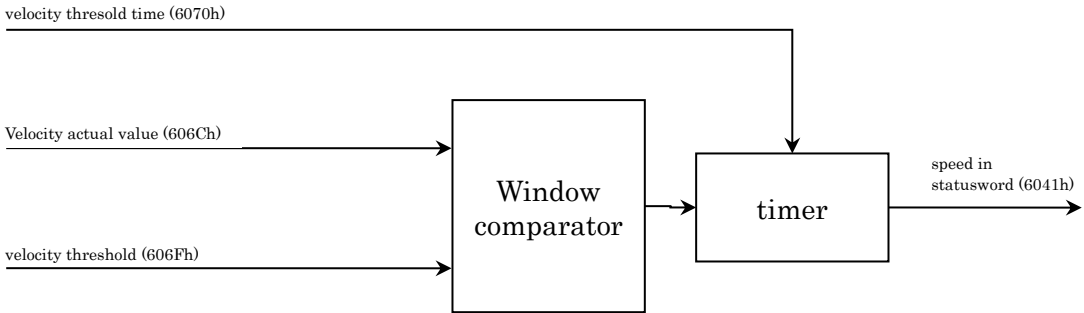 velocity thresold time (6070h)
Velocity actual value (606Ch)
velocity threshold (606Fh)
Window
comparator
timer
speed in
statusword (6041h)